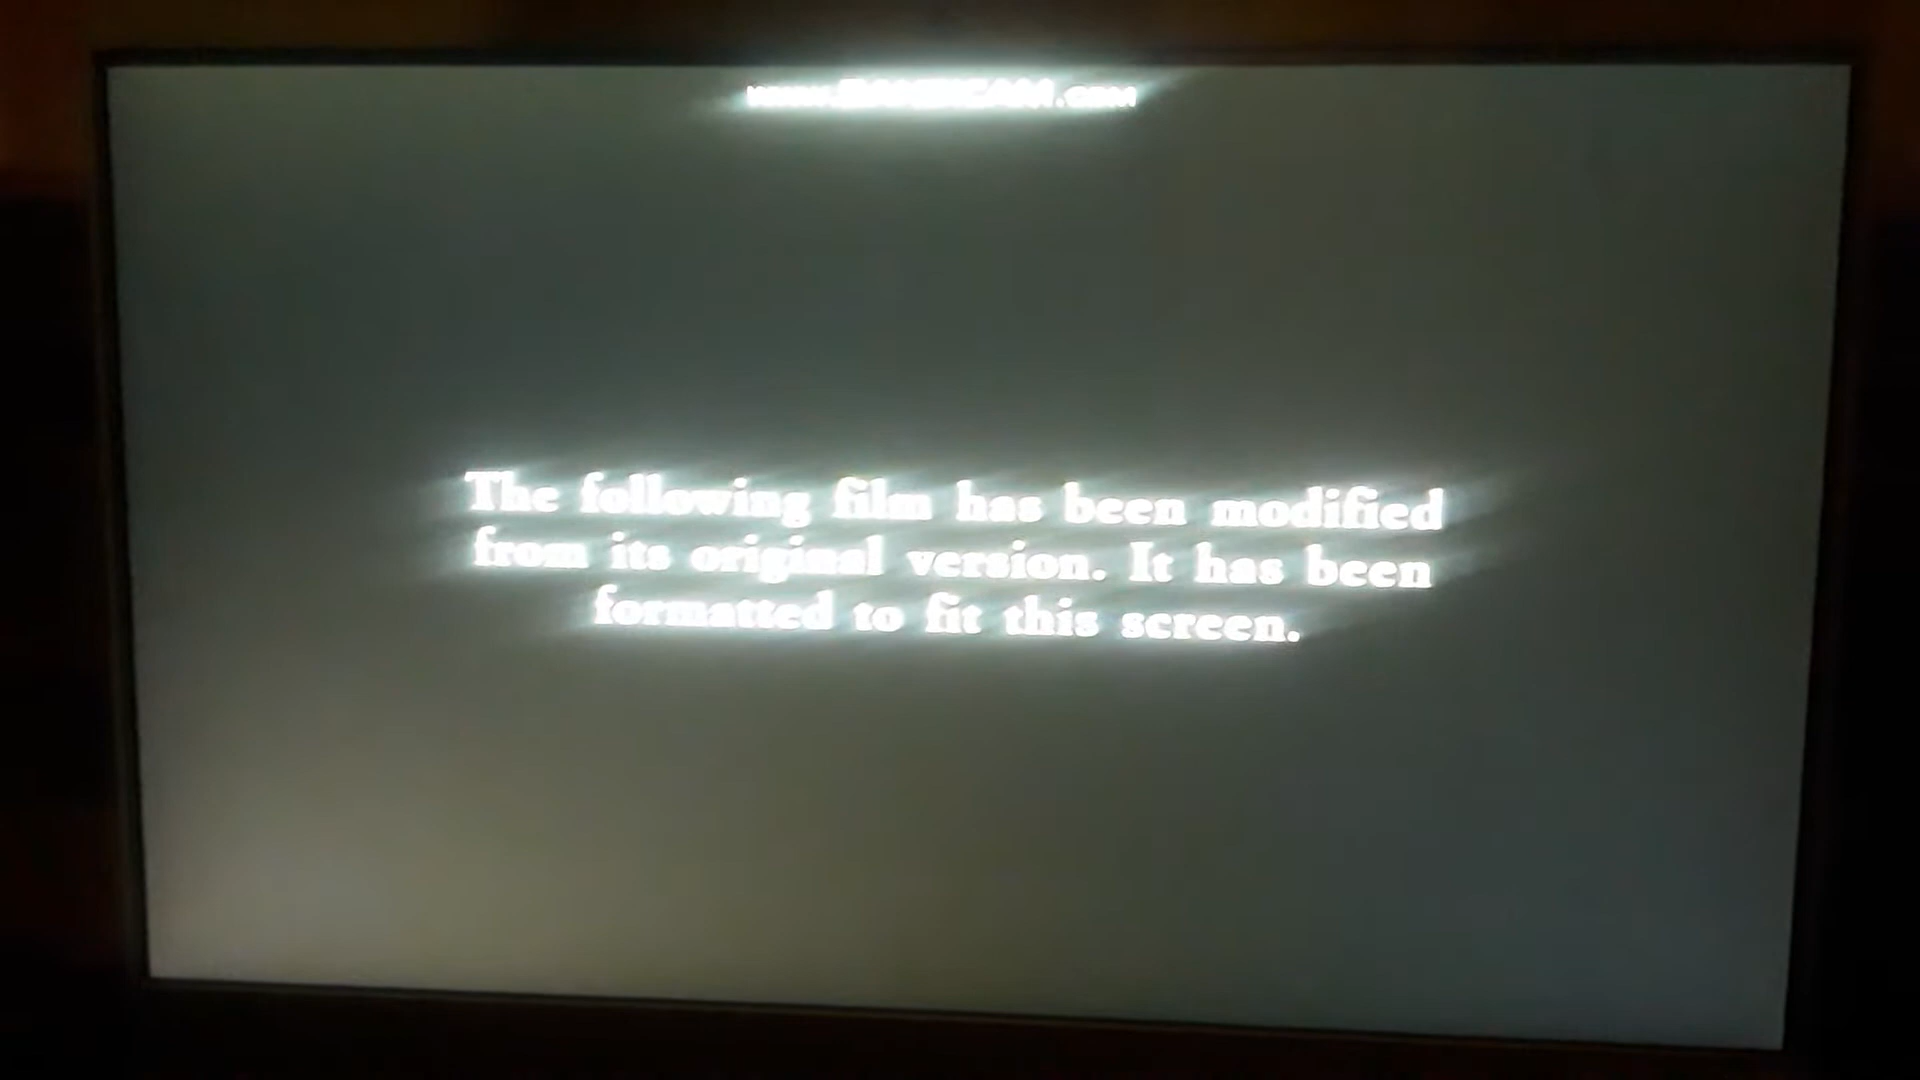 The following film has been modified
from its original version. It has been
formatted to fit this screen.